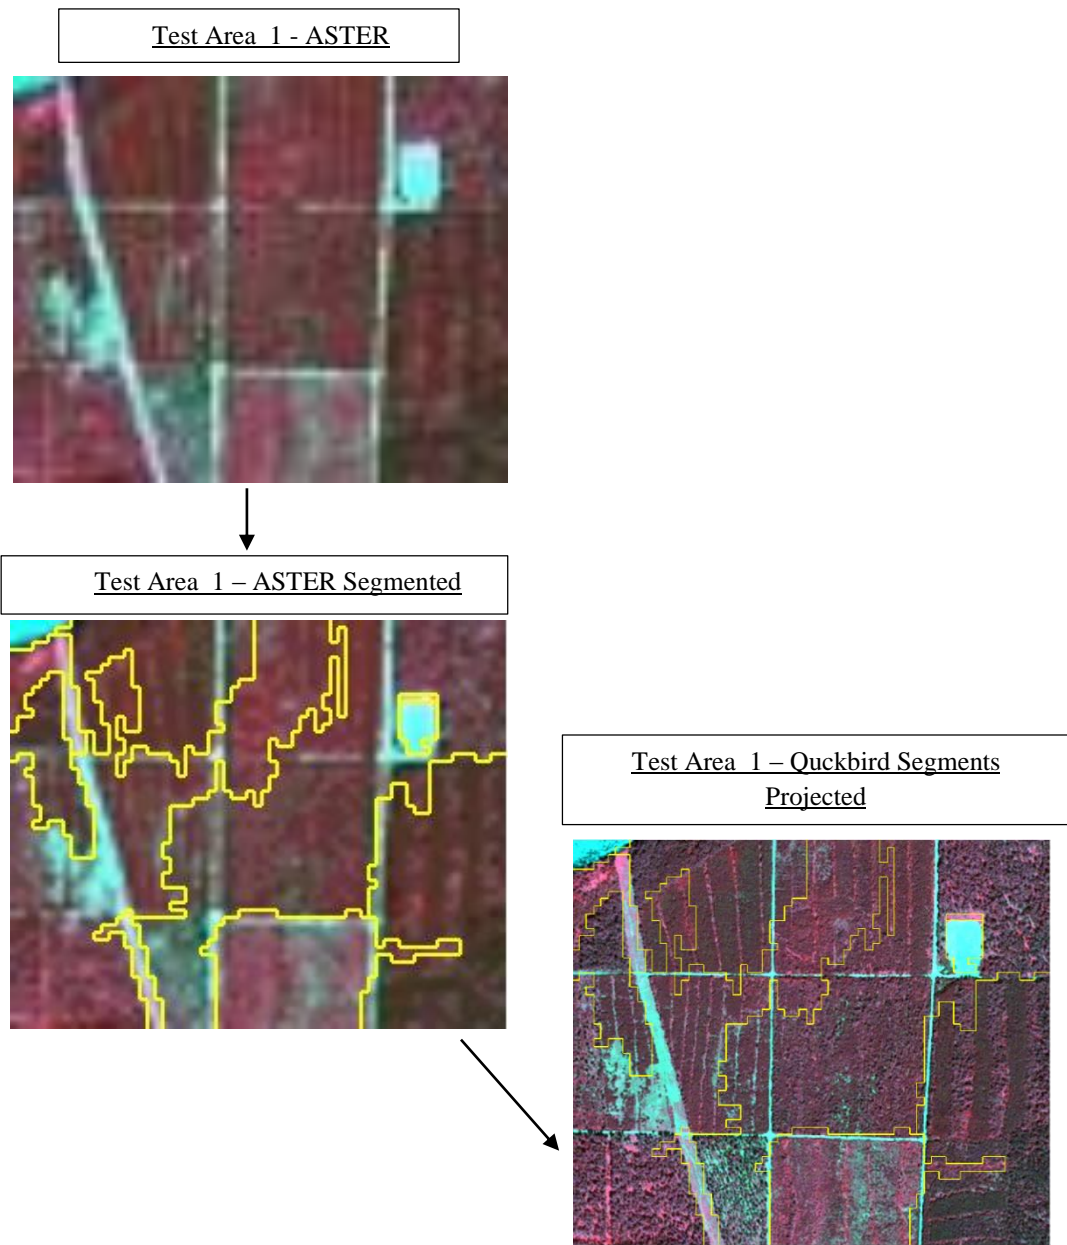 Test Area 1 - ASTER
Test Area 1 – ASTER Segmented
Test Area 1 – Quckbird Segments
Projected